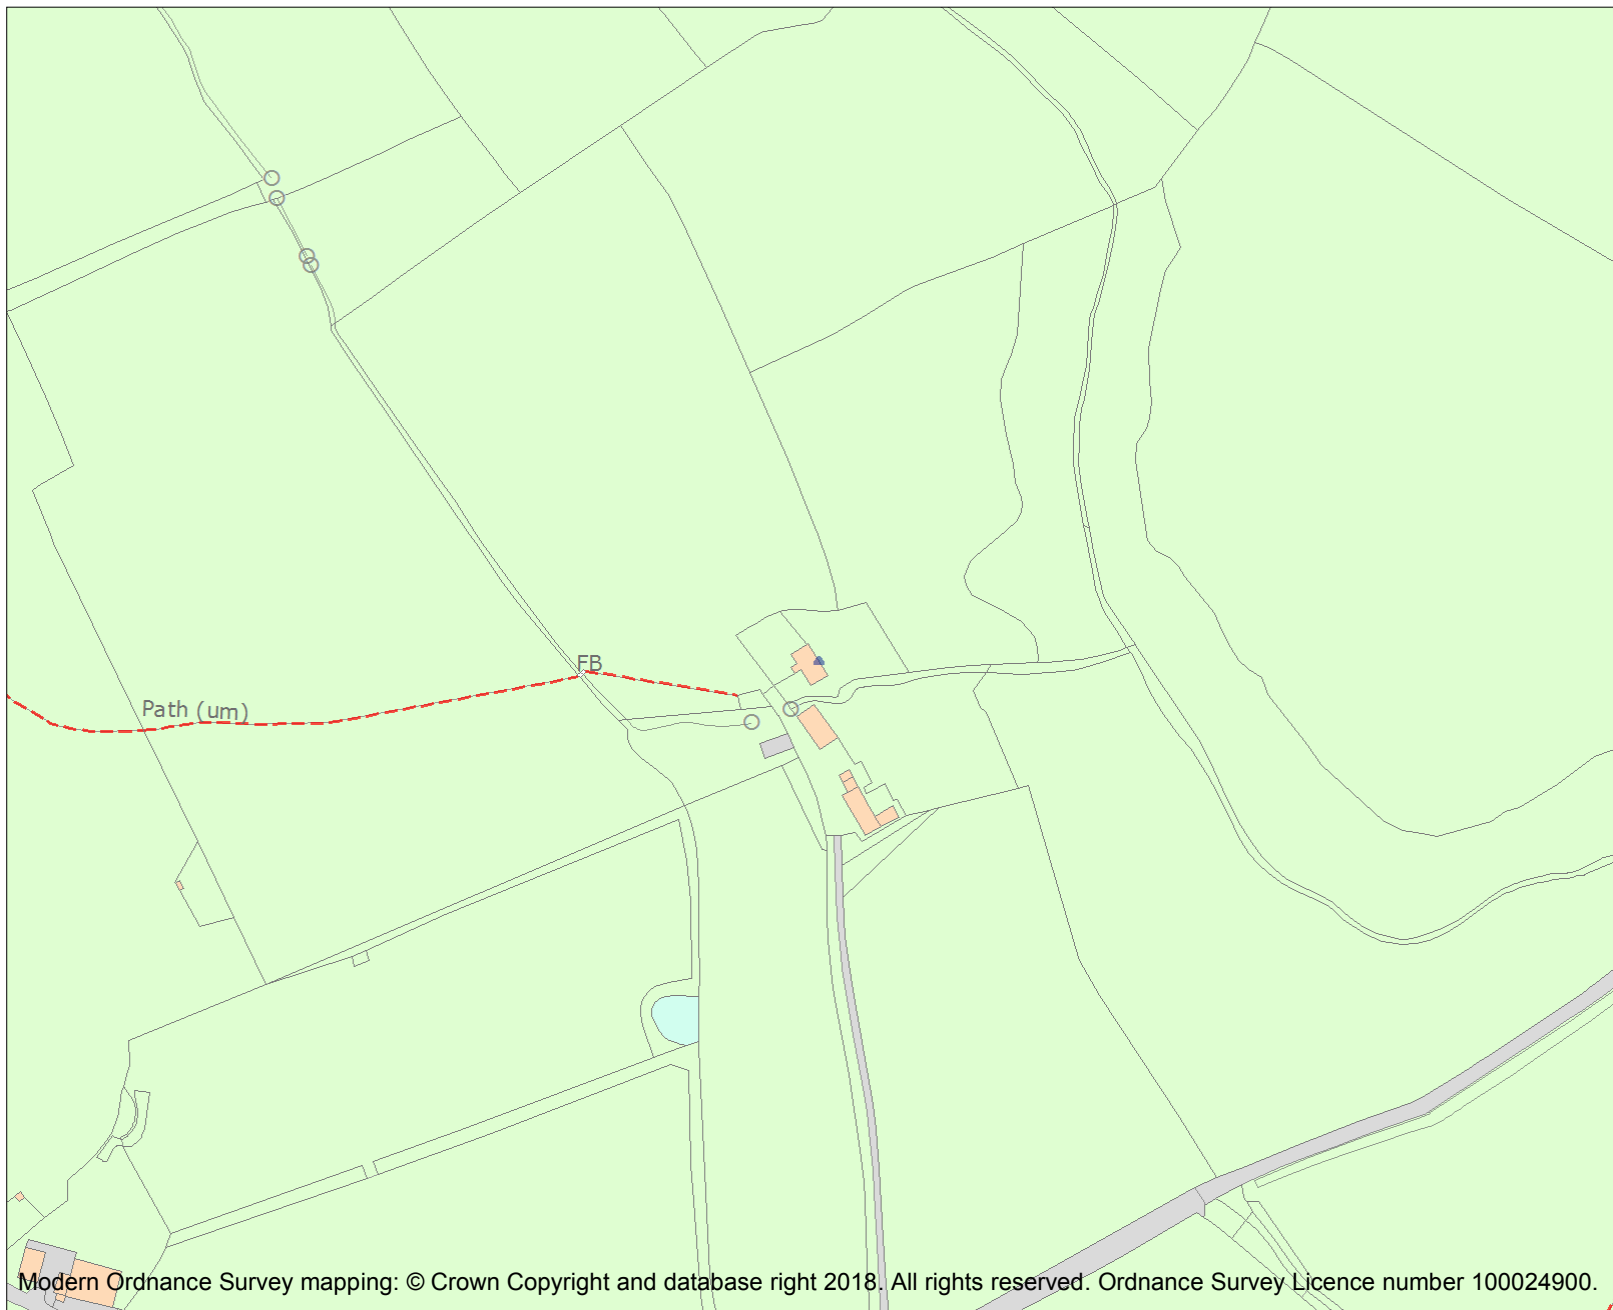 FB
Path (um)
Modern Ordnance Survey mapping: © Crown Copyright and database right 2018. All rights reserved. Ordnance Survey Licence number 100024900.